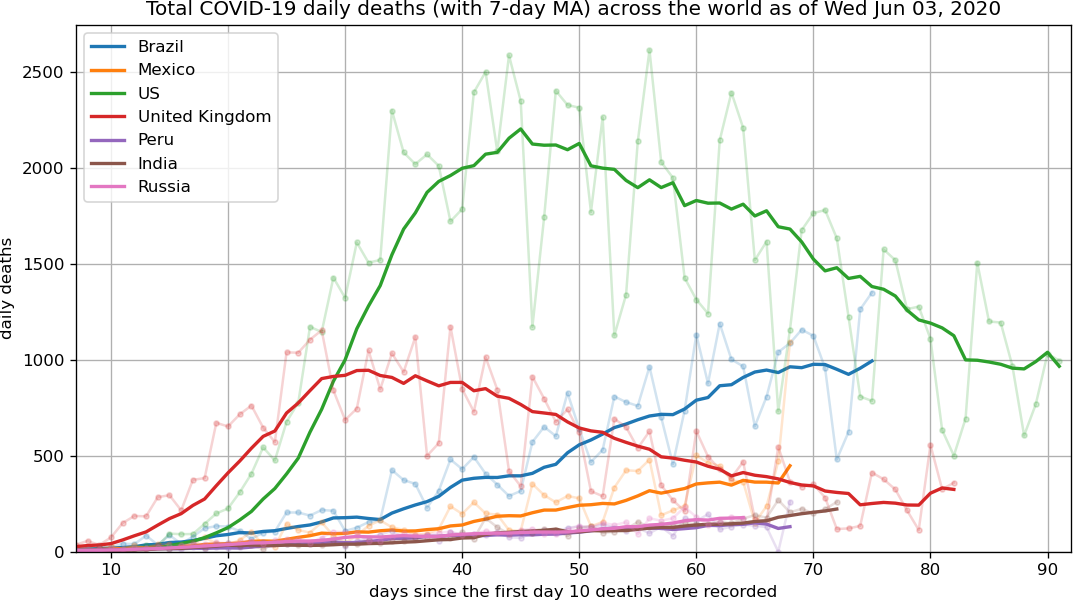 Total COVID-19 daily deaths (with 7-day MA) across the world as of Wed Jun 03, 2020
Brazil
Mexico
US
United Kingdom
Peru
India
Russia
2500
2000
1500
1000
500
0
daily deaths
10 20 30 40 50 60 70 80 90
days since the first day 10 deaths were recorded